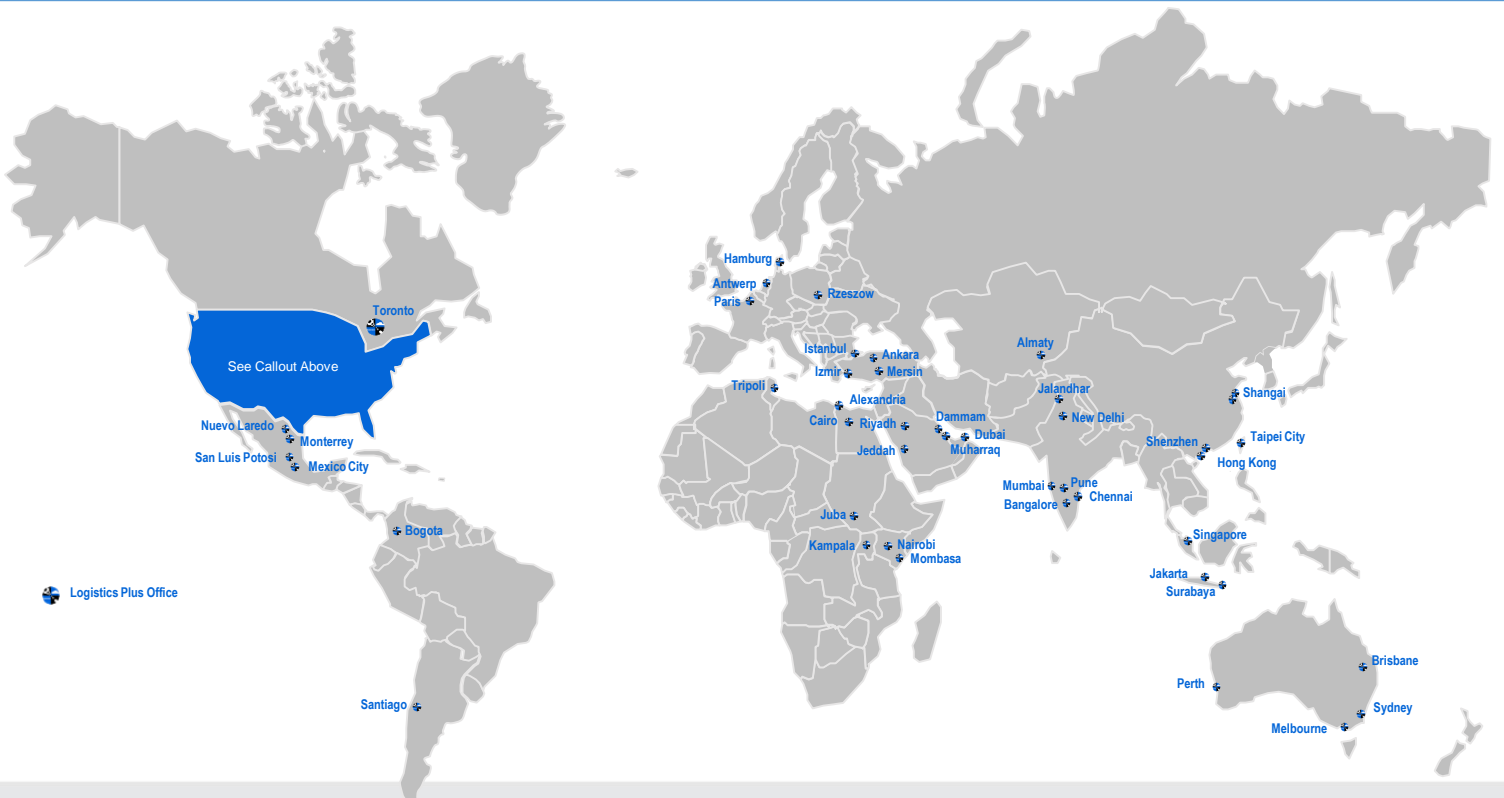 Hamburg
Antwerp
Paris
Rzeszow
Toronto
See Callout Above
Istanbul
Ankara
Izmir
Mersin
Almaty
Tripoli
Alexandria
Jalandhar
Shangai
Nuevo Laredo
Cairo
Riyadh
Dammam
New Delhi
Monterrey
Dubai
Taipei City
Jeddah
Muharraq
Shenzhen
San Luis Potosi
Mexico City
Hong Kong
Mumbai
Pune
Chennai
Bangalore
Juba
Bogota
Singapore
Kampala
Nairobi
Mombasa
Jakarta
Surabaya
Logistics Plus Office
Brisbane
Perth
Santiago
Sydney
Melbourne